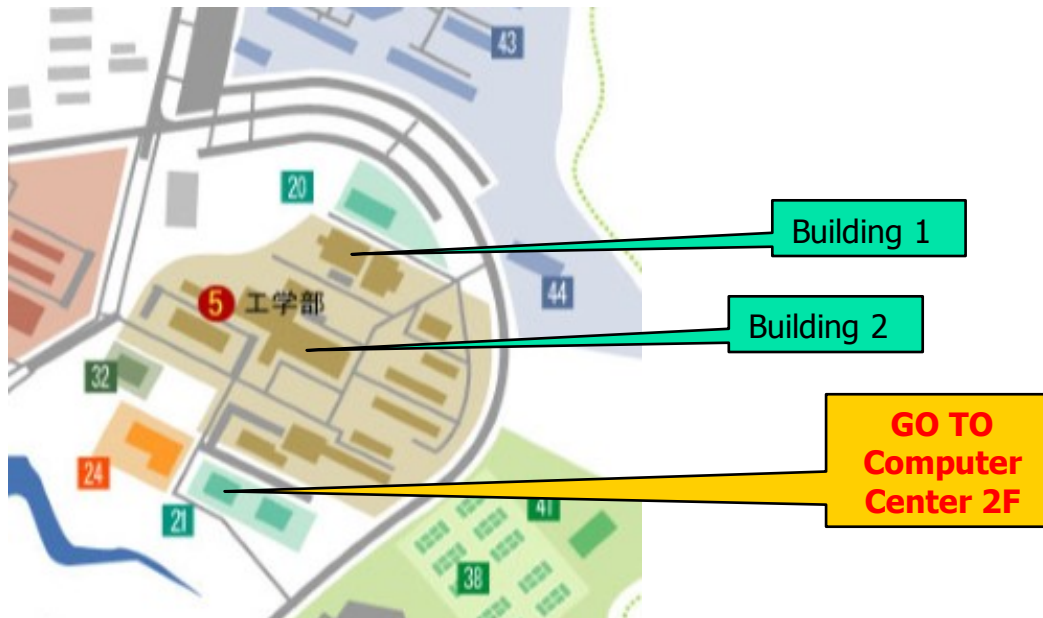 43
20
Building 1
44
5 工学部
Building 2
32
GO TO
Computer
Center 2F
24
21
41
38